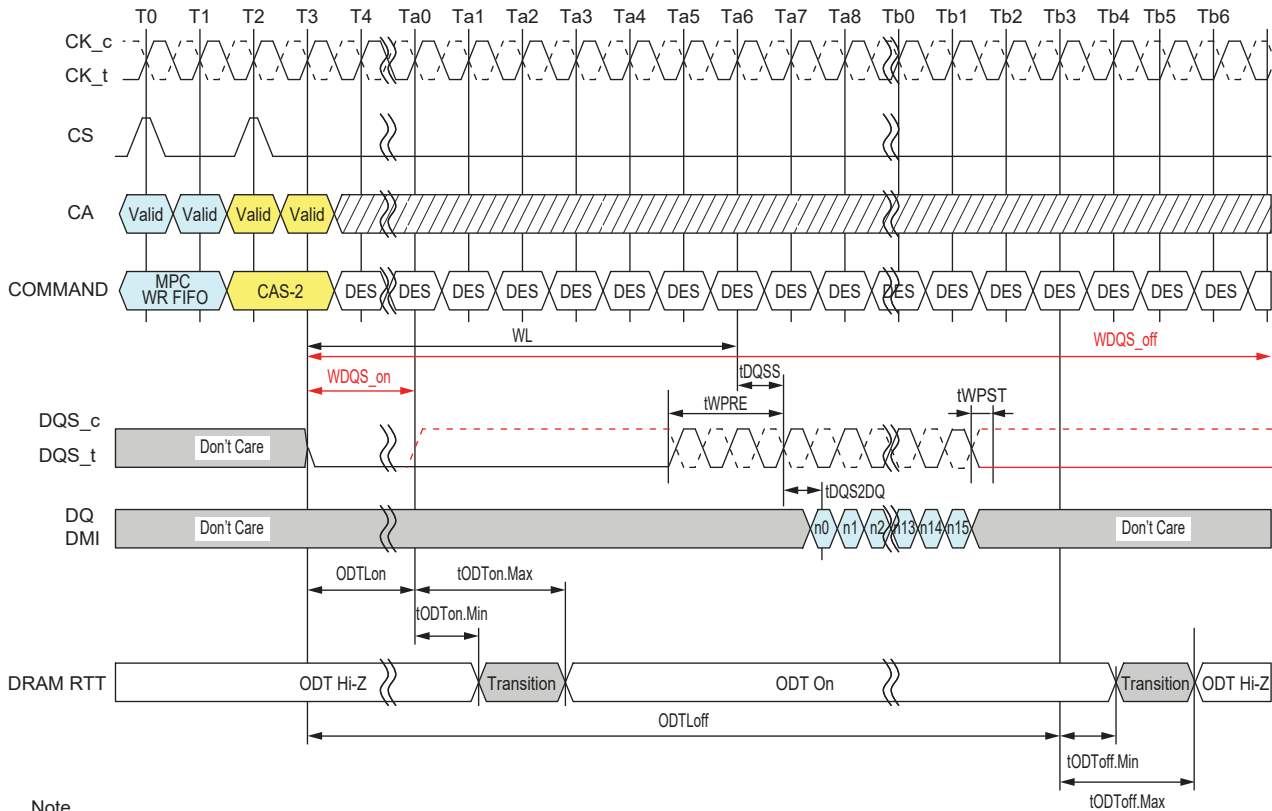 T0 T1 T2 T3 T4 Ta0 Ta1 Ta2 Ta3 Ta4 Ta5 Ta6 Ta7 Ta8 Tb0 Tb1 Tb2 Tb3 Tb4 Tb5 Tb6
CK_c
CK_t
CS
CA Valid Valid Valid Valid
COMMAND MPC WR FIFO CAS-2 DES DES DES DES DES DES DES DES DES DES DES DES DES DES DES DES DES
WL
WDQS_off
WDQS_on
tDQSS
tWPRE
tWPST
DQS_c
DQS_t
Don't Care
tDQS2DQ
DQ
DMI
Don't Care n0 n1 n2 n13 n14 n15 Don't Care
ODTLon
tODTon.Max
tODTon.Min
DRAM RTT ODT Hi-Z Transition ODT On Transition ODT Hi-Z
ODTLoff
tODToff.Min
tODToff.Max
Note